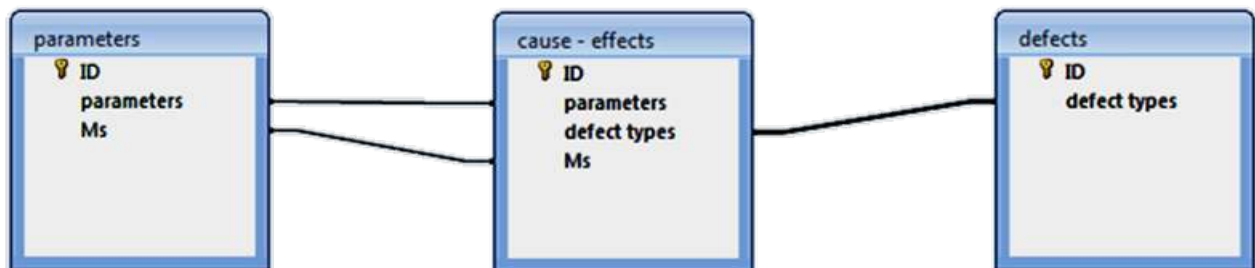 parameters
ID
parameters
Ms
cause - effects
ID
parameters
defect types
Ms
defects
ID
defect types